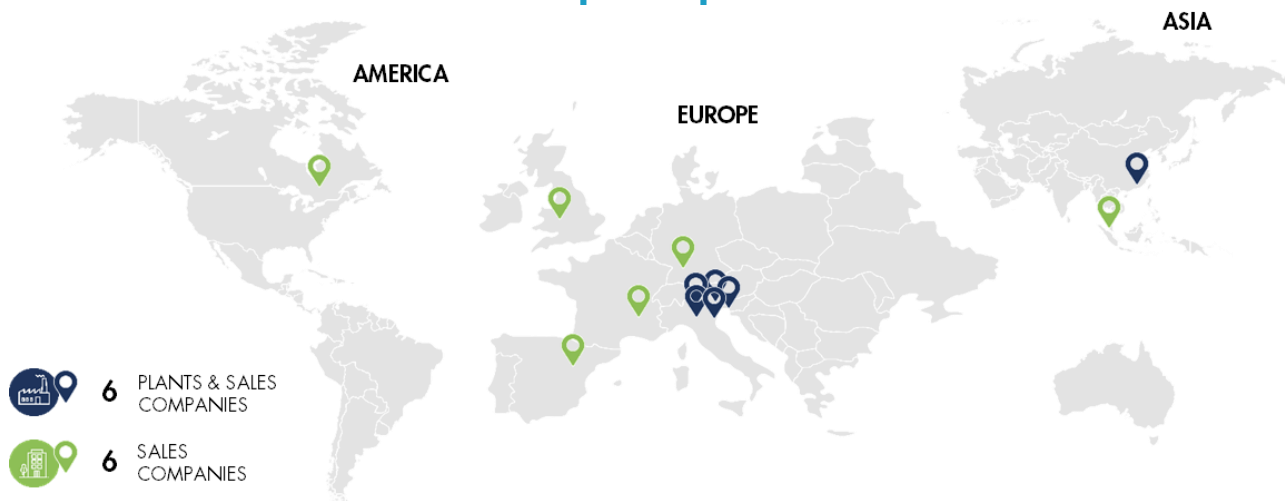 ASIA
AMERICA
EUROPE
6 PLANTS & SALES
COMPANIES
6 SALES
COMPANIES